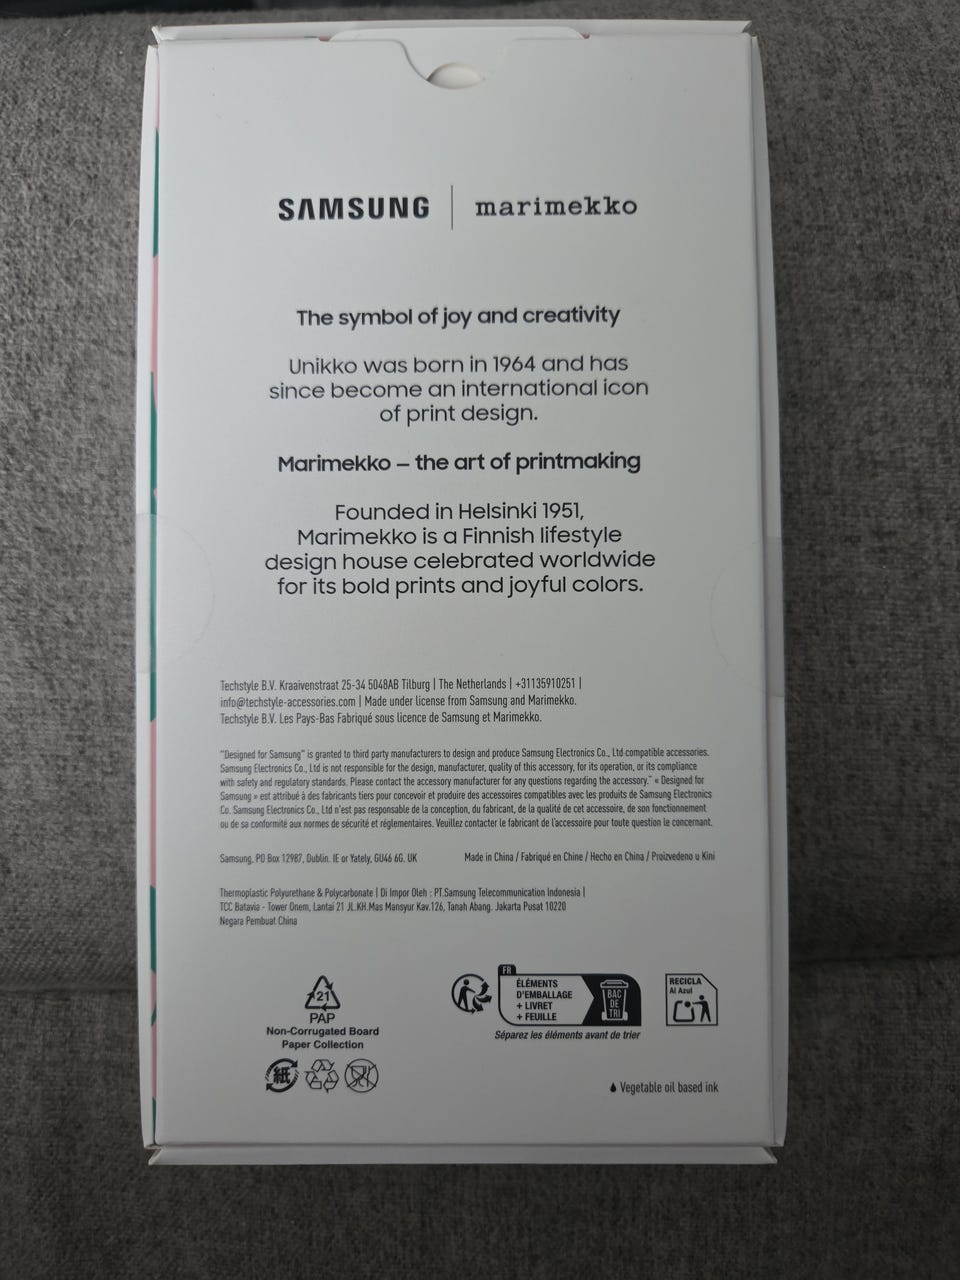 SAMSUNG | marimekko
The symbol of joy and creativity
Unikko was born in 1964 and has
since become an international icon
of print design.
Marimekko – the art of printmaking
Founded in Helsinki 1951,
Marimekko is a Finnish lifestyle
design house celebrated worldwide
for its bold prints and joyful colors.
Techstyle B.V. Kraaivenstraat 25-34 5048AB Tilburg | The Netherlands | +31135910251 |
info@techstyle-accessories.com | Made under license from Samsung and Marimekko.
Techstyle B.V. Les Pays-Bas Fabriqué sous licence de Samsung et Marimekko.
"Designed for Samsung" is granted to third party manufacturers to design and produce Samsung Electronics Co., Ltd-compatible accessories.
Samsung Electronics Co., Ltd is not responsible for the design, manufacturer, quality of this accessory, for its operation, or its compliance
with safety and regulatory standards. Please contact the accessory manufacturer for any questions regarding the accessory." « Designed for
Samsung » est attribué à des fabricants tiers pour concevoir et produire des accessoires compatibles avec les produits de Samsung Electronics
Co. Samsung Electronics Co., Ltd n'est pas responsable de la conception, du fabricant, de la qualité de cet accessoire, de son fonctionnement
ou de sa conformité aux normes de sécurité et réglementaires. Veuillez contacter le fabricant de l'accessoire pour toute question le concernant.
Samsung, PO Box 12987, Dublin. IE or Yately, GU46 6G. UK
Made in China / Fabriqué en Chine / Hecho en China / Proizvedeno u Kini
Thermoplastic Polyurethane & Polycarbonate | Di Impor Oleh : PT.Samsung Telecommunication Indonesia |
TCC Batavia - Tower Onem, Lantai 21 JL.KH.Mas Mansyur Kav.126, Tanah Abang. Jakarta Pusat 10220
Negara Pembuat China
21
PAP
Non-Corrugated Board
Paper Collection
紙
FR
ÉLÉMENTS
D'EMBALLAGE
+ LIVRET
+ FEUILLE
BAC
DE
TRI
Séparez les éléments avant de trier
RECICLA
Al Azul
Vegetable oil based ink